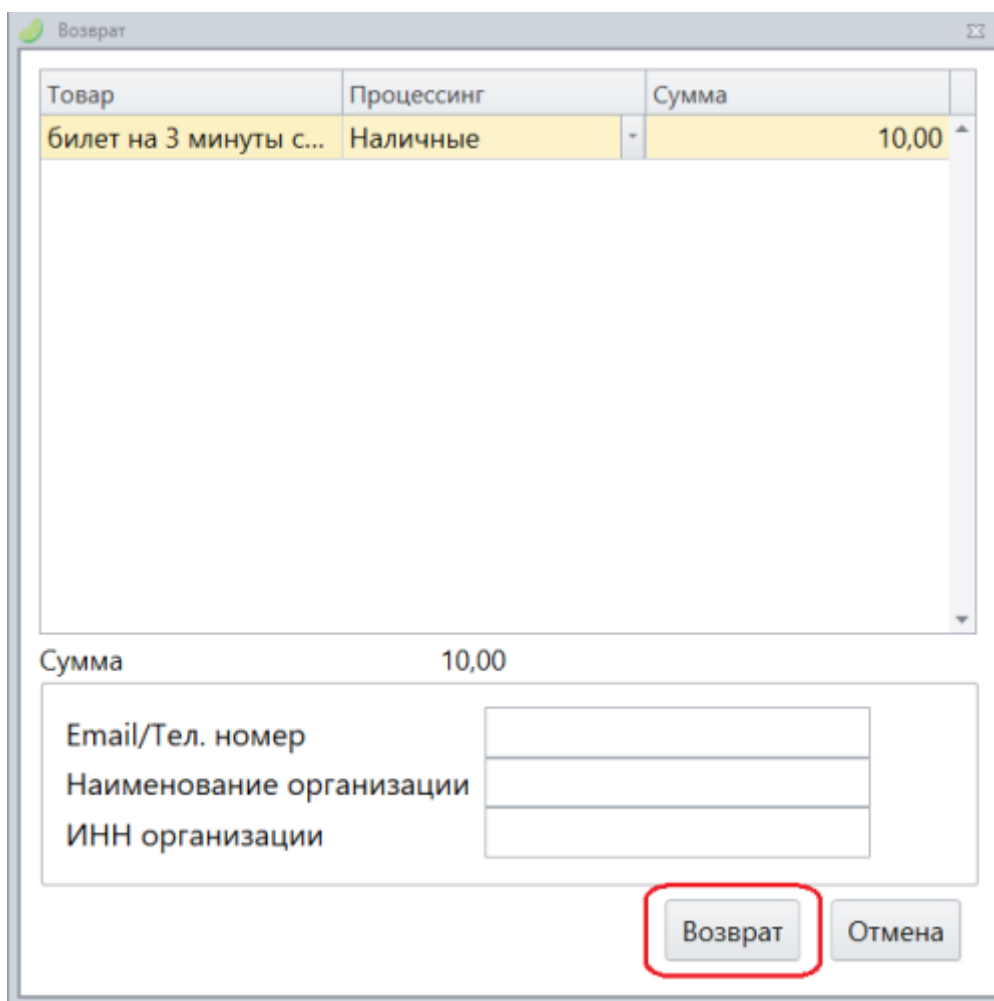 Возврат
Товар Процессинг Сумма
билет на 3 минуты с... Наличные 10,00
Сумма 10,00
Email/Тел. номер
Наименование организации
ИНН организации
Возврат Отмена